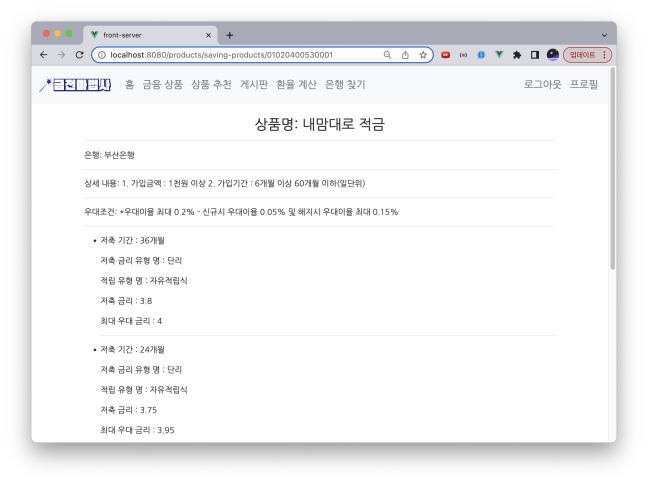 front-server
localhost:8080/products/saving-products/01020400530001
업데이트
홈 금융 상품 상품 추천 게시판 환율 계산 은행 찾기
로그아웃 프로필
상품명: 내맘대로 적금
은행: 부산은행
상세 내용: 1. 가입금액 : 1천원 이상 2. 가입기간 : 6개월 이상 60개월 이하(일단위)
우대조건: *우대이율 최대 0.2% - 신규시 우대이율 0.05% 및 해지시 우대이율 최대 0.15%
• 저축 기간 : 36개월
저축 금리 유형 명 : 단리
적립 유형 명 : 자유적립식
저축 금리 : 3.8
최대 우대 금리 : 4
• 저축 기간 : 24개월
저축 금리 유형 명 : 단리
적립 유형 명 : 자유적립식
저축 금리 : 3.75
최대 우대 금리 : 3.95